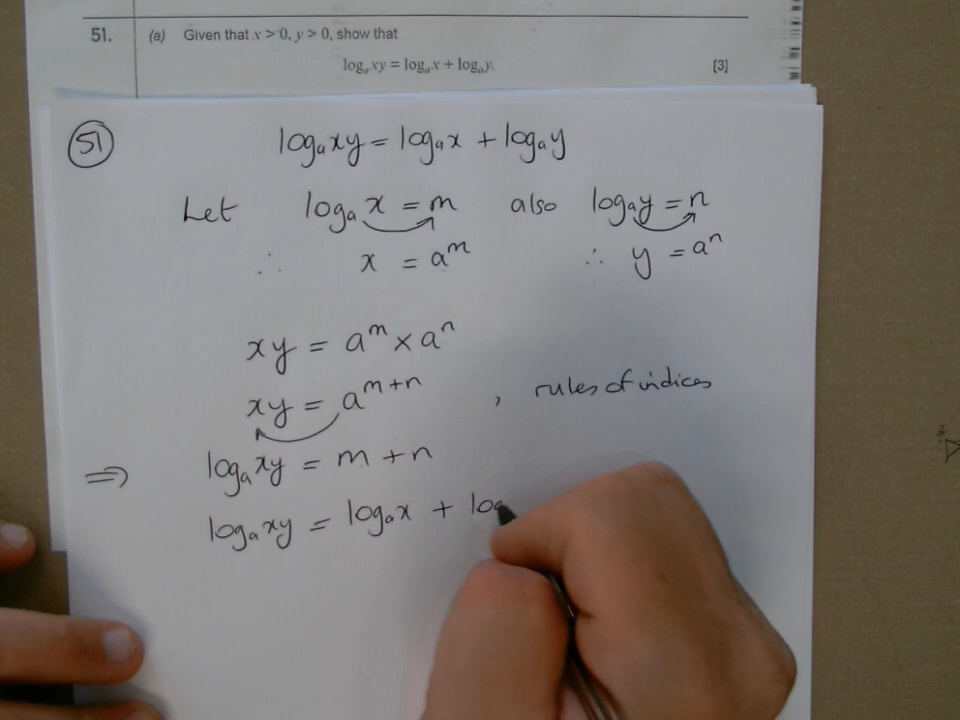 51. (a) Given that x > 0, y > 0, show that
logₐ xy = logₐ x + logₐ y. [3]
51 logₐ xy = logₐ x + logₐ y
Let logₐ x = m also logₐ y = n
∴ x = aᵐ ∴ y = aⁿ
xy = aᵐ × aⁿ
xy = aᵐ⁺ⁿ , rules of indices
⇒ logₐ xy = m + n
logₐ xy = logₐ x + log